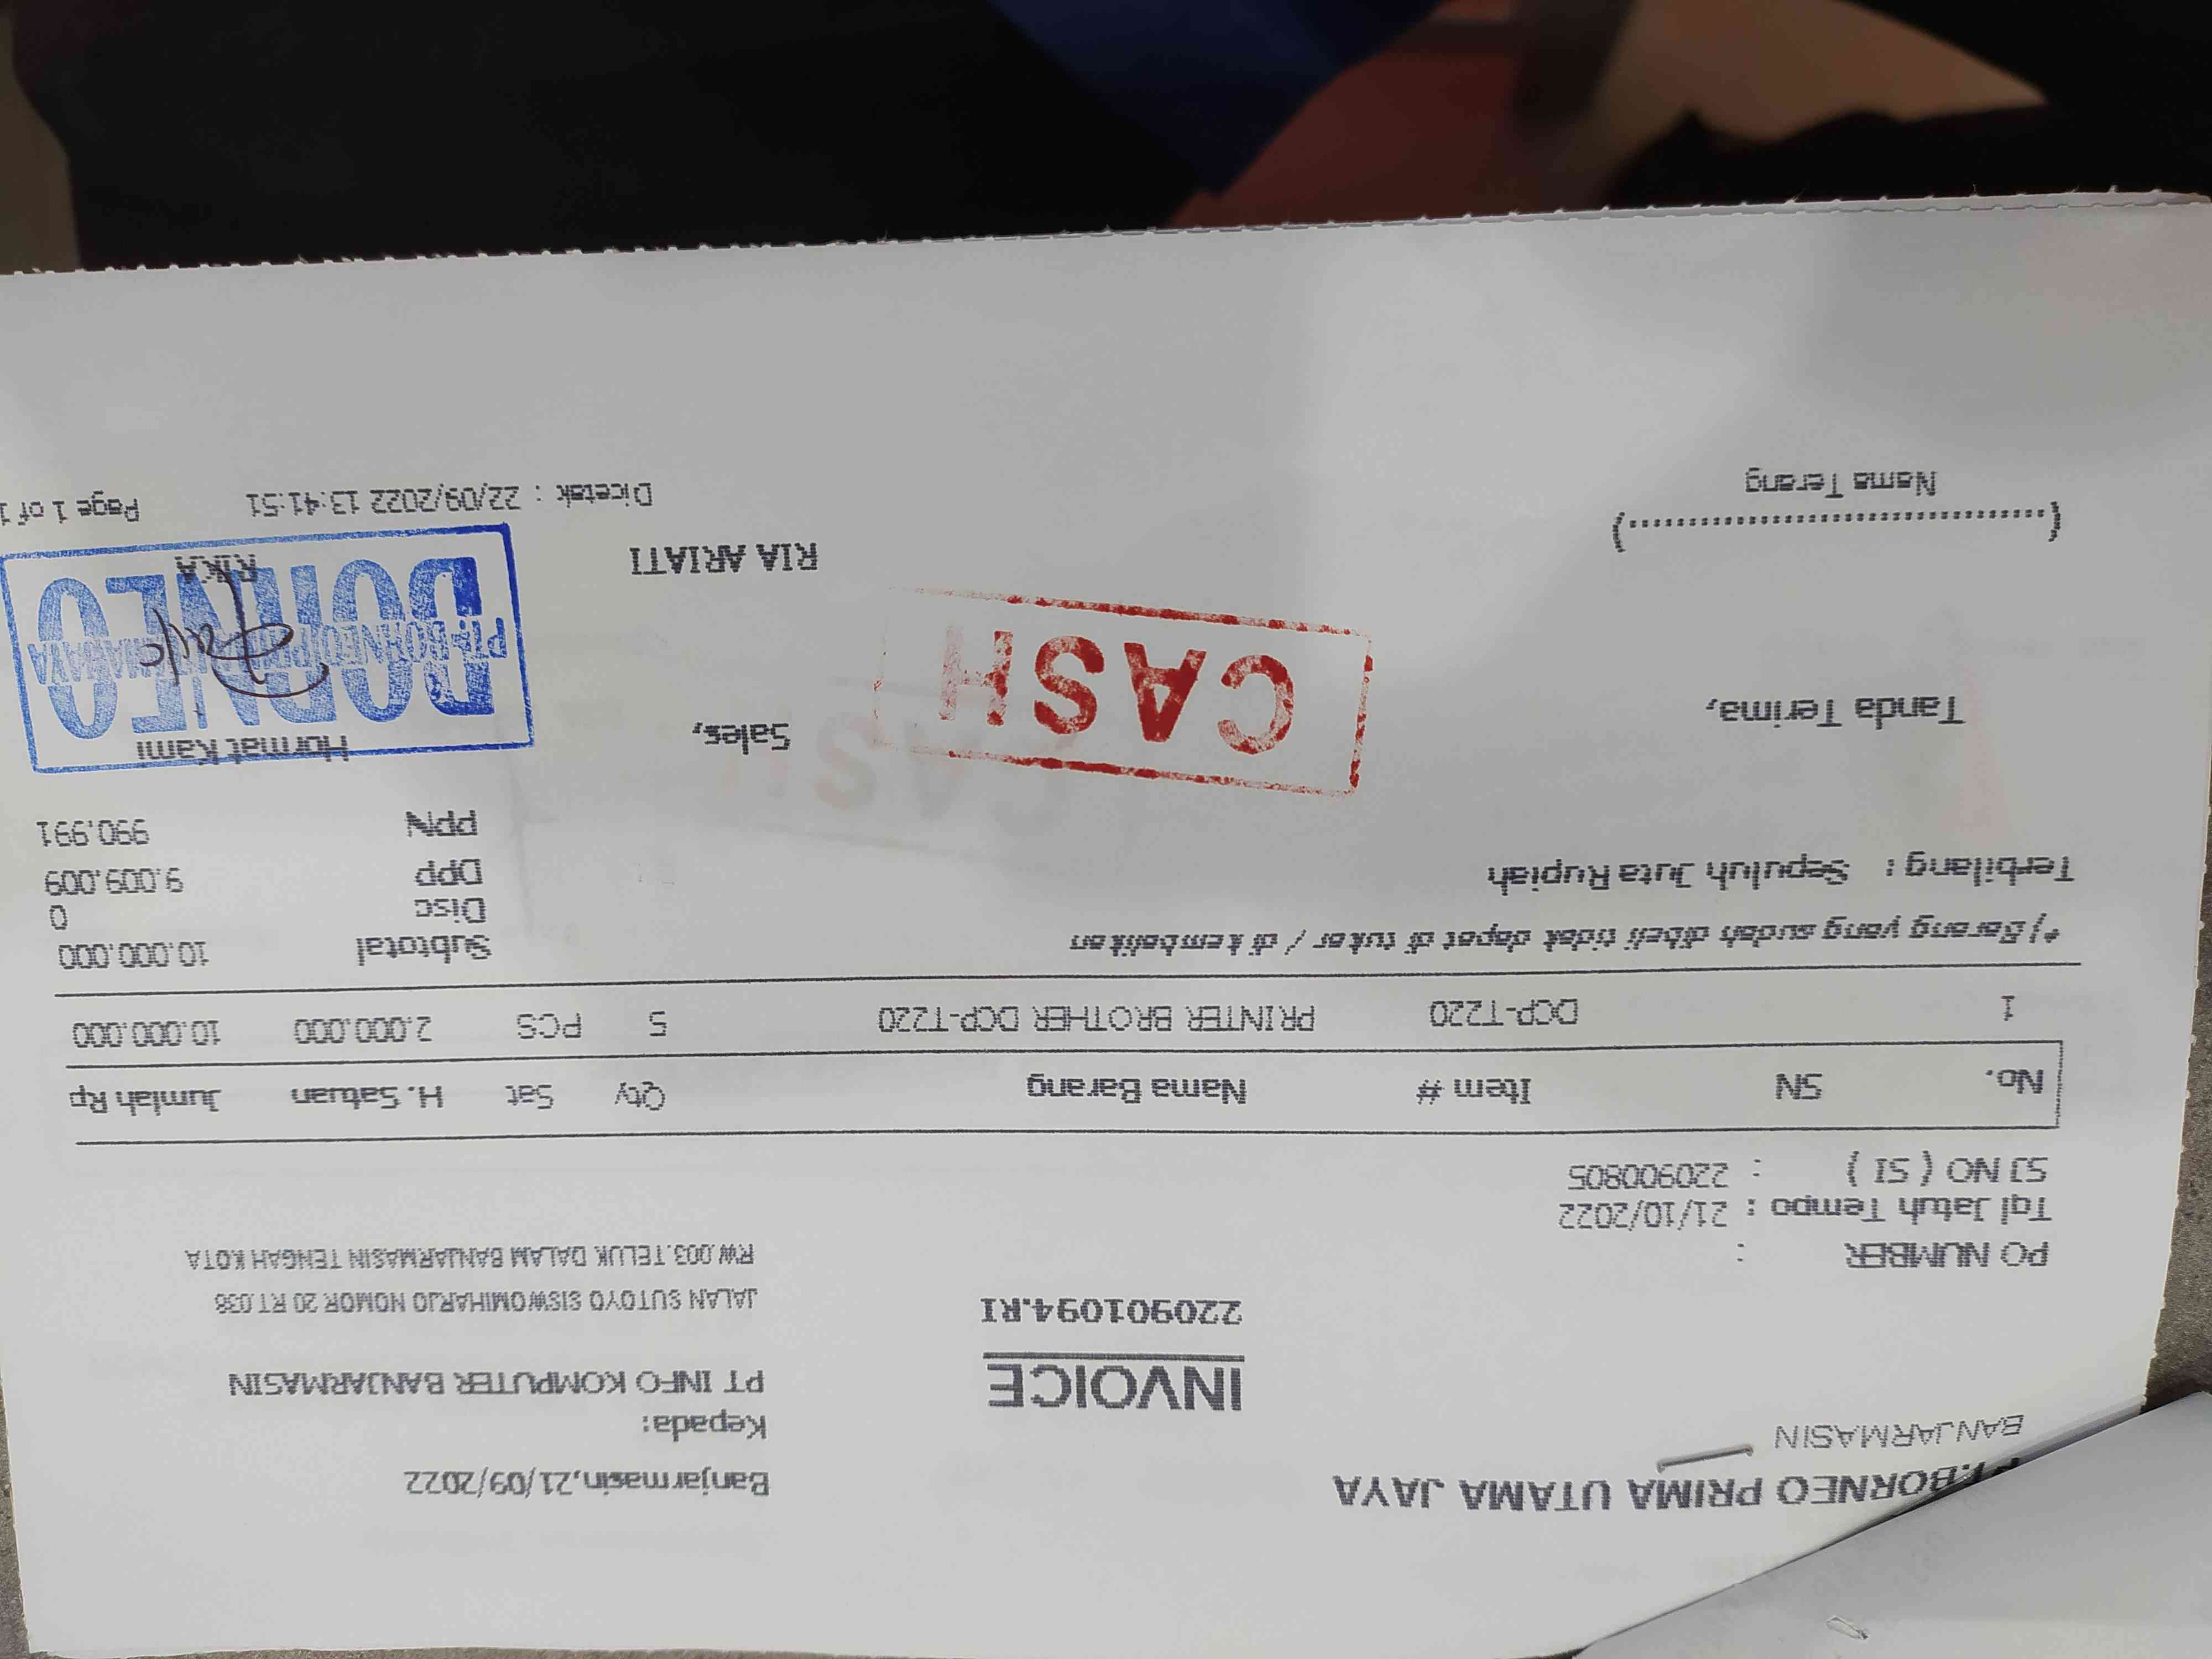 PT.BORNEO PRIMA UTAMA JAYA
BANJARMASIN
INVOICE
220901094.RI
Banjarmasin,21/09/2022
Kepada:
PT INFO KOMPUTER BANJARMASIN
JALAN SUTOYO SISWOMIHARJO NOMOR 20 RT.038
RW.003.TELUK DALAM BANJARMASIN TENGAH KOTA
PO NUMBER :
Tgl Jatuh Tempo : 21/10/2022
SJ NO ( SI ) : 220900805
No. SN Item # Nama Barang Qty Sat H. Satuan Jumlah Rp
1 DCP-T220 PRINTER BROTHER DCP-T220 5 PCS 2.000.000 10.000.000
*) Barang yang sudah dibeli tidak dapat di tukar / di kembalikan
Terbilang : Sepuluh Juta Rupiah
Subtotal 10.000.000
Disc 0
DPP 9.009.009
PPN 990.991
Tanda Terima,
CASH
CASH
Sales,
Hormat Kami
BORNEO
PT. BORNEO PRIMA UTAMA JAYA
RIA ARIATI
RIKA
(....................................)
Nama Terang
Dicetak : 22/09/2022 13:41:51
Page 1 of 1